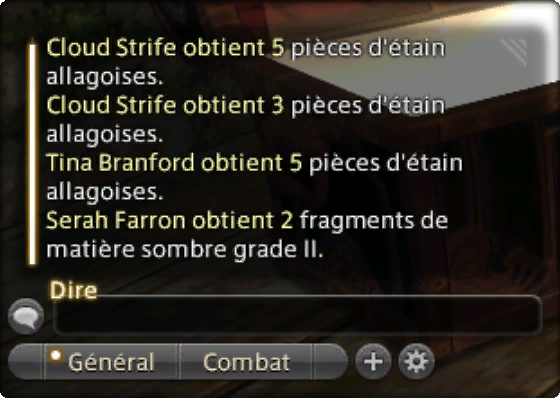 Cloud Strife obtient 5 pièces d'étain
allagoises.
Cloud Strife obtient 3 pièces d'étain
allagoises.
Tina Branford obtient 5 pièces d'étain
allagoises.
Serah Farron obtient 2 fragments de
matière sombre grade II.
Dire
Général Combat